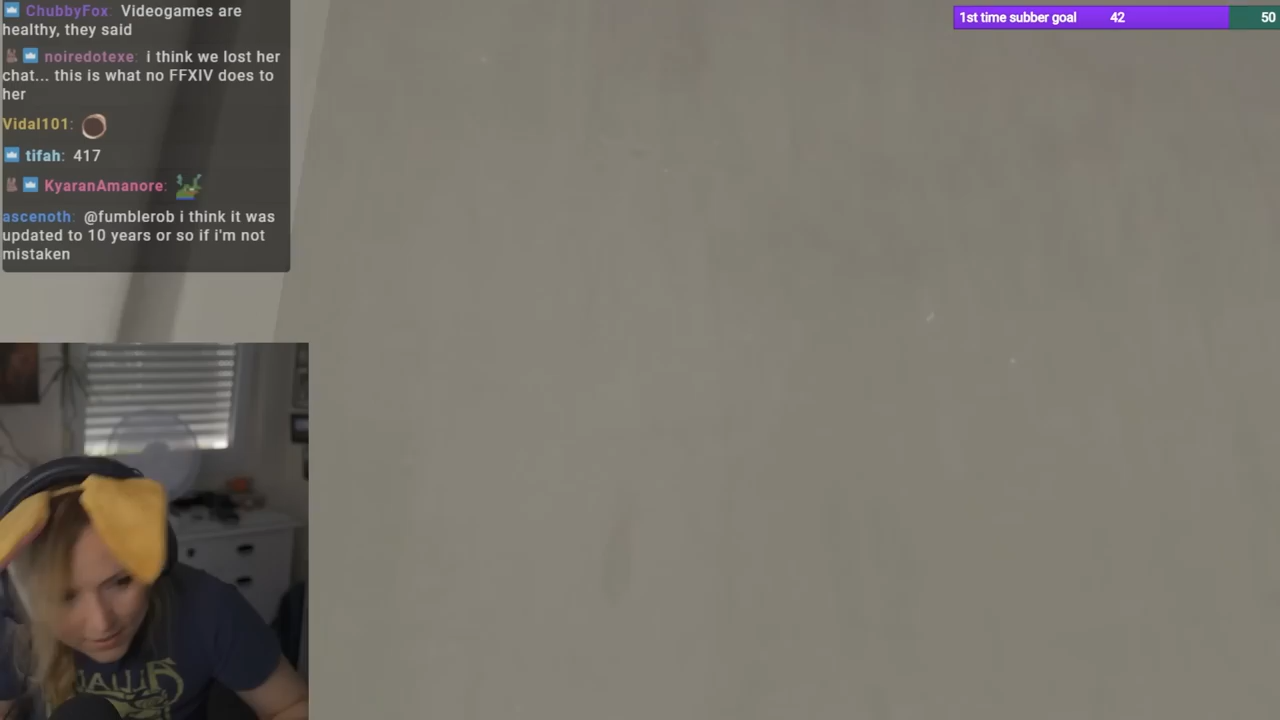 ChubbyFox: Videogames are
healthy, they said
noiredotexe: i think we lost her
chat... this is what no FFXIV does to
her
Vidal101:
tifah: 417
KyaranAmanore:
ascenoth: @fumblerob i think it was
updated to 10 years or so if i'm not
mistaken
1st time subber goal 42 50